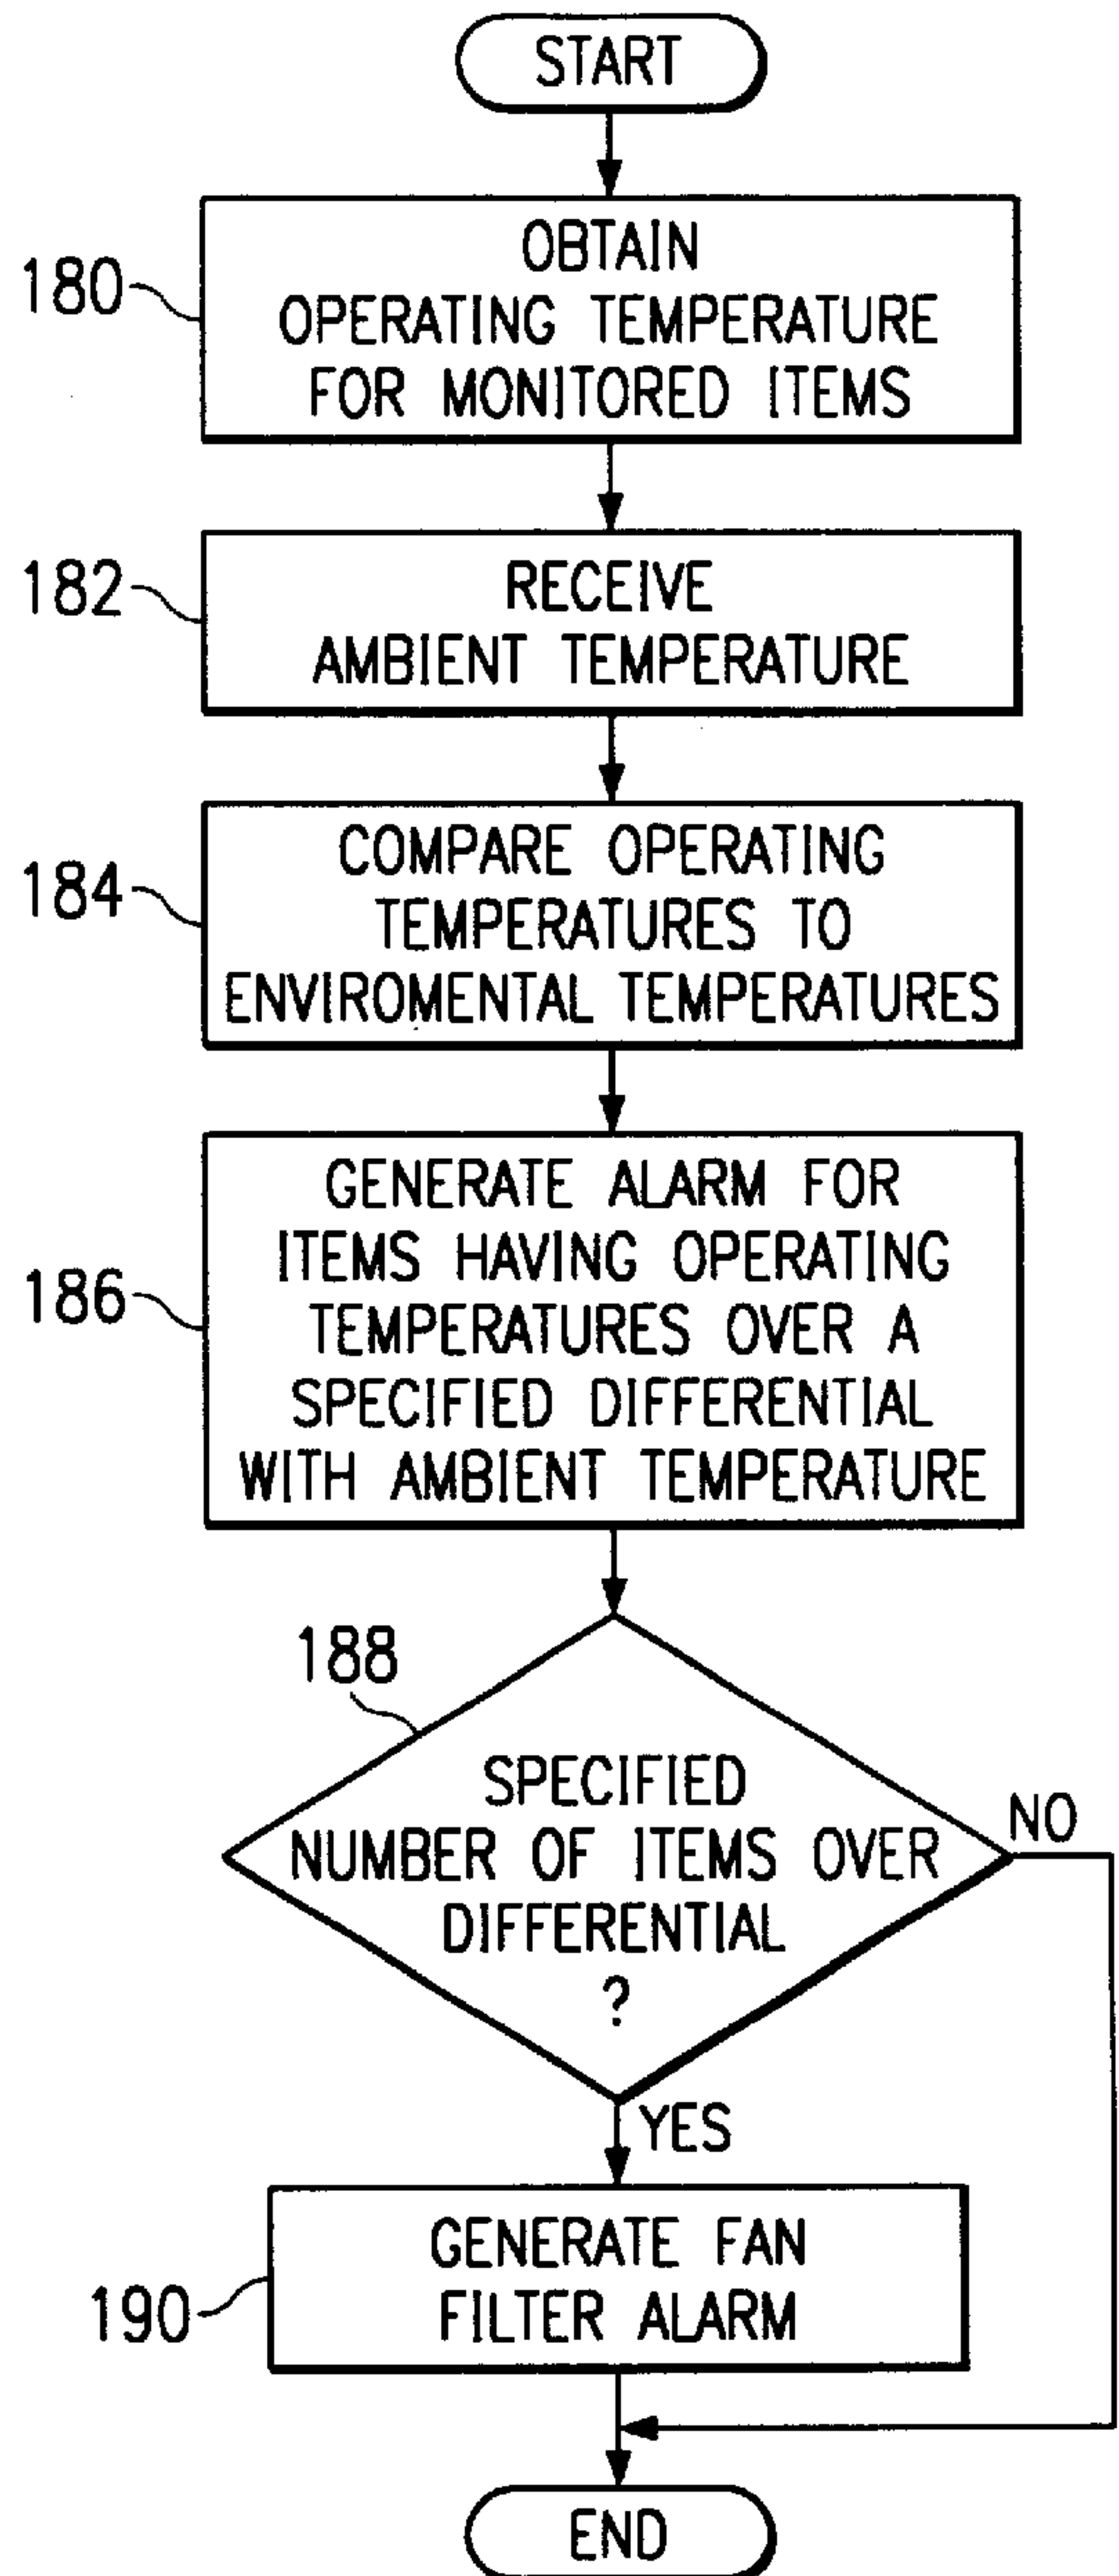 START
180
OBTAIN
OPERATING TEMPERATURE
FOR MONITORED ITEMS
182
RECEIVE
AMBIENT TEMPERATURE
184
COMPARE OPERATING
TEMPERATURES TO
ENVIROMENTAL TEMPERATURES
186
GENERATE ALARM FOR
ITEMS HAVING OPERATING
TEMPERATURES OVER A
SPECIFIED DIFFERENTIAL
WITH AMBIENT TEMPERATURE
188
SPECIFIED
NUMBER OF ITEMS OVER
DIFFERENTIAL
?
NO
YES
190
GENERATE FAN
FILTER ALARM
END